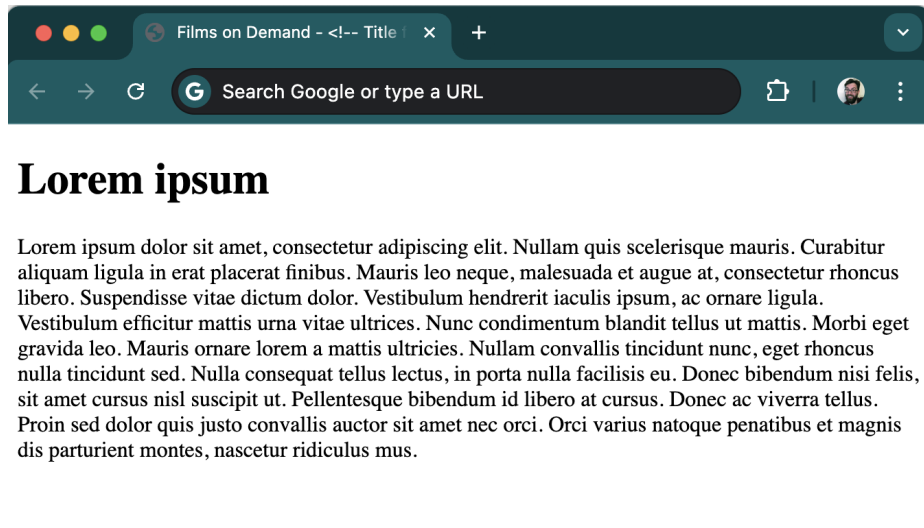 Films on Demand - <!-- Title
G Search Google or type a URL
Lorem ipsum
Lorem ipsum dolor sit amet, consectetur adipiscing elit. Nullam quis scelerisque mauris. Curabitur
aliquam ligula in erat placerat finibus. Mauris leo neque, malesuada et augue at, consectetur rhoncus
libero. Suspendisse vitae dictum dolor. Vestibulum hendrerit iaculis ipsum, ac ornare ligula.
Vestibulum efficitur mattis urna vitae ultrices. Nunc condimentum blandit tellus ut mattis. Morbi eget
gravida leo. Mauris ornare lorem a mattis ultricies. Nullam convallis tincidunt nunc, eget rhoncus
nulla tincidunt sed. Nulla consequat tellus lectus, in porta nulla facilisis eu. Donec bibendum nisi felis,
sit amet cursus nisl suscipit ut. Pellentesque bibendum id libero at cursus. Donec ac viverra tellus.
Proin sed dolor quis justo convallis auctor sit amet nec orci. Orci varius natoque penatibus et magnis
dis parturient montes, nascetur ridiculus mus.